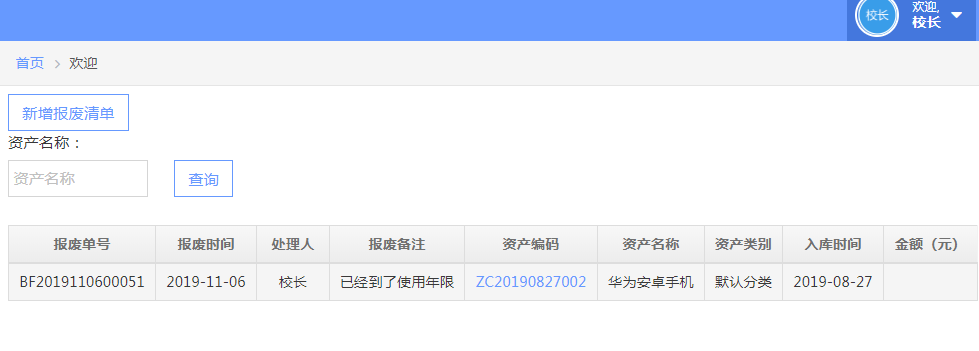 校长
欢迎,
校长
首页 > 欢迎
新增报废清单
资产名称：
资产名称 查询
报废单号 报废时间 处理人 报废备注 资产编码 资产名称 资产类别 入库时间 金额（元）
BF2019110600051 2019-11-06 校长 已经到了使用年限 ZC20190827002 华为安卓手机 默认分类 2019-08-27